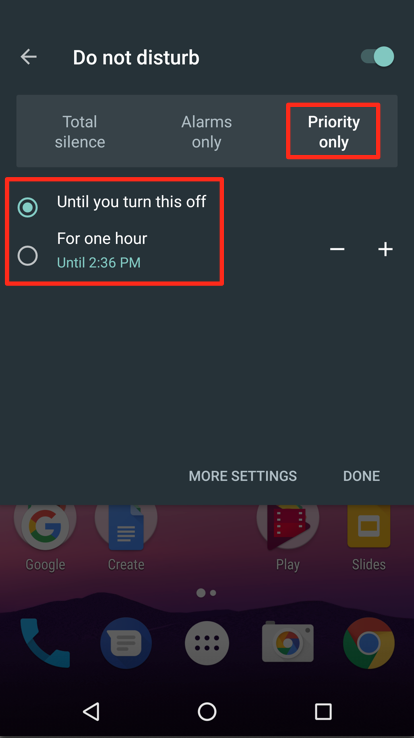 Do not disturb
Total
silence
Alarms
only
Priority
only
Until you turn this off
For one hour
Until 2:36 PM
MORE SETTINGS
DONE
Google
Create
Play
Slides